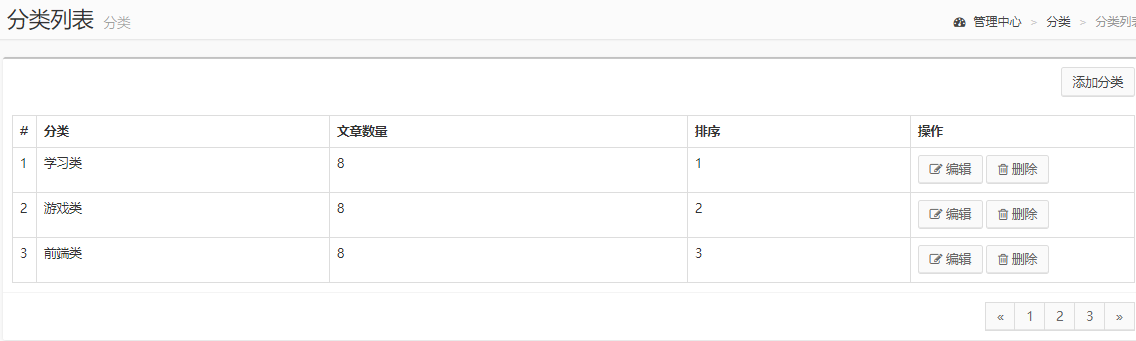 分类列表 分类 管理中心 > 分类 > 分类列表
添加分类
# 分类 文章数量 排序 操作
1 学习类 8 1 编辑 删除
2 游戏类 8 2 编辑 删除
3 前端类 8 3 编辑 删除
« 1 2 3 »